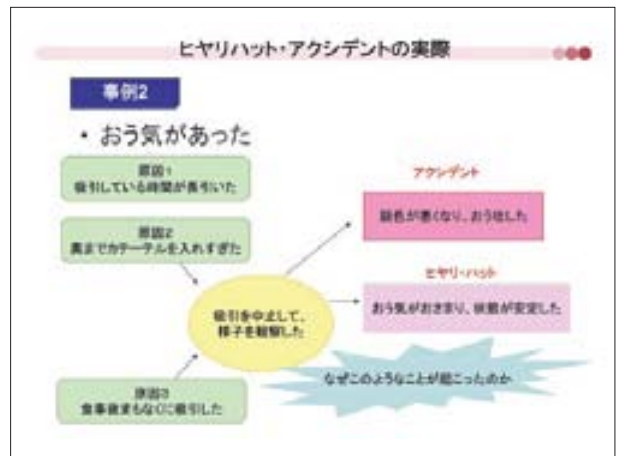 ヒヤリハット・アクシデントの実際
事例2
・おう気があった
原因1
吸引している時間が長引いた
原因2
奥までカテーテルを入れすぎた
吸引を中止して、
様子を観察した
原因3
食事後まもなくに吸引した
アクシデント
顔色が悪くなり、おう吐した
ヒヤリ・ハット
おう気がおさまり、状態が安定した
なぜこのようなことが起こったのか